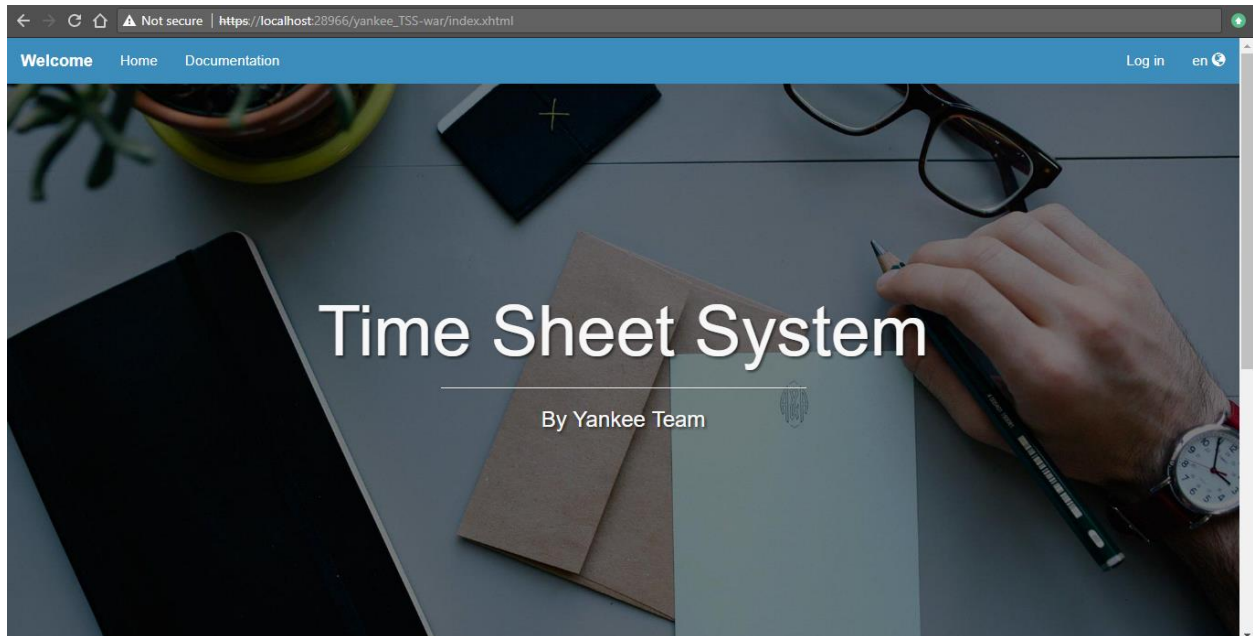 Not secure | https://localhost:28966/yankee_TSS-war/index.xhtml
Welcome Home Documentation Log in en
Time Sheet System
By Yankee Team